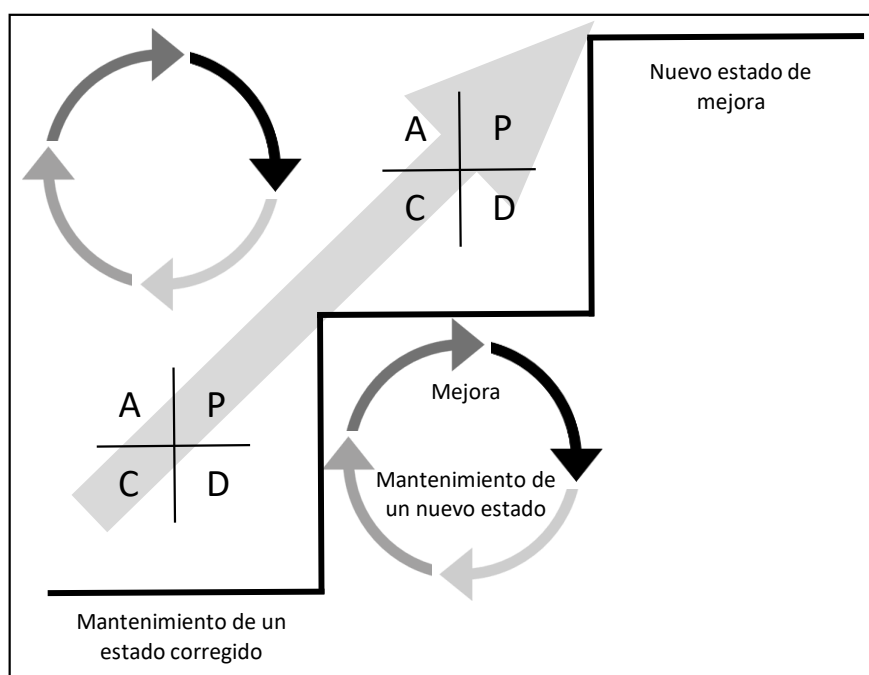 Nuevo estado de
mejora
A P
C D
Mejora
A P
Mantenimiento de
un nuevo estado
C D
Mantenimiento de un
estado corregido